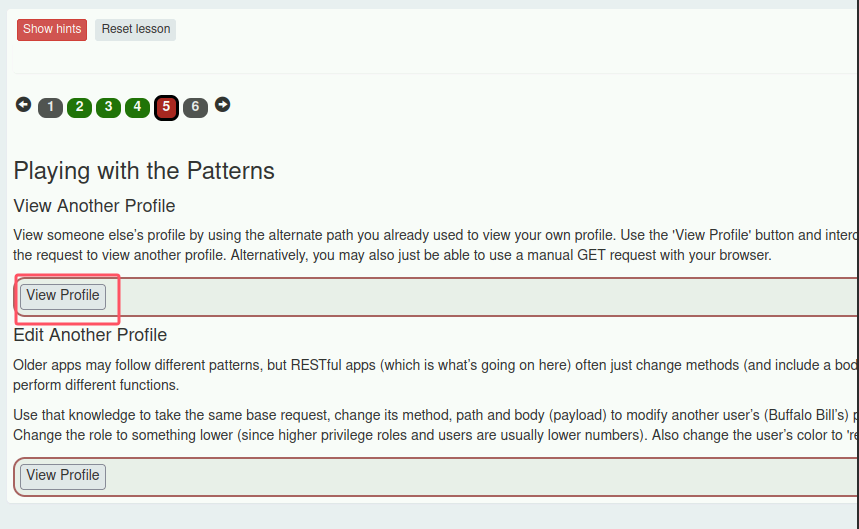 Show hints Reset lesson
1 2 3 4 5 6
Playing with the Patterns
View Another Profile
View someone else's profile by using the alternate path you already used to view your own profile. Use the 'View Profile' button and
the request to view another profile. Alternatively, you may also just be able to use a manual GET request with your browser.
View Profile
Edit Another Profile
Older apps may follow different patterns, but RESTful apps (which is what's going on here) often just change methods (and include a
perform different functions.
Use that knowledge to take the same base request, change its method, path and body (payload) to modify another user's (Buffalo Bill's)
Change the role to something lower (since higher privilege roles and users are usually lower numbers). Also change the user's color to
View Profile